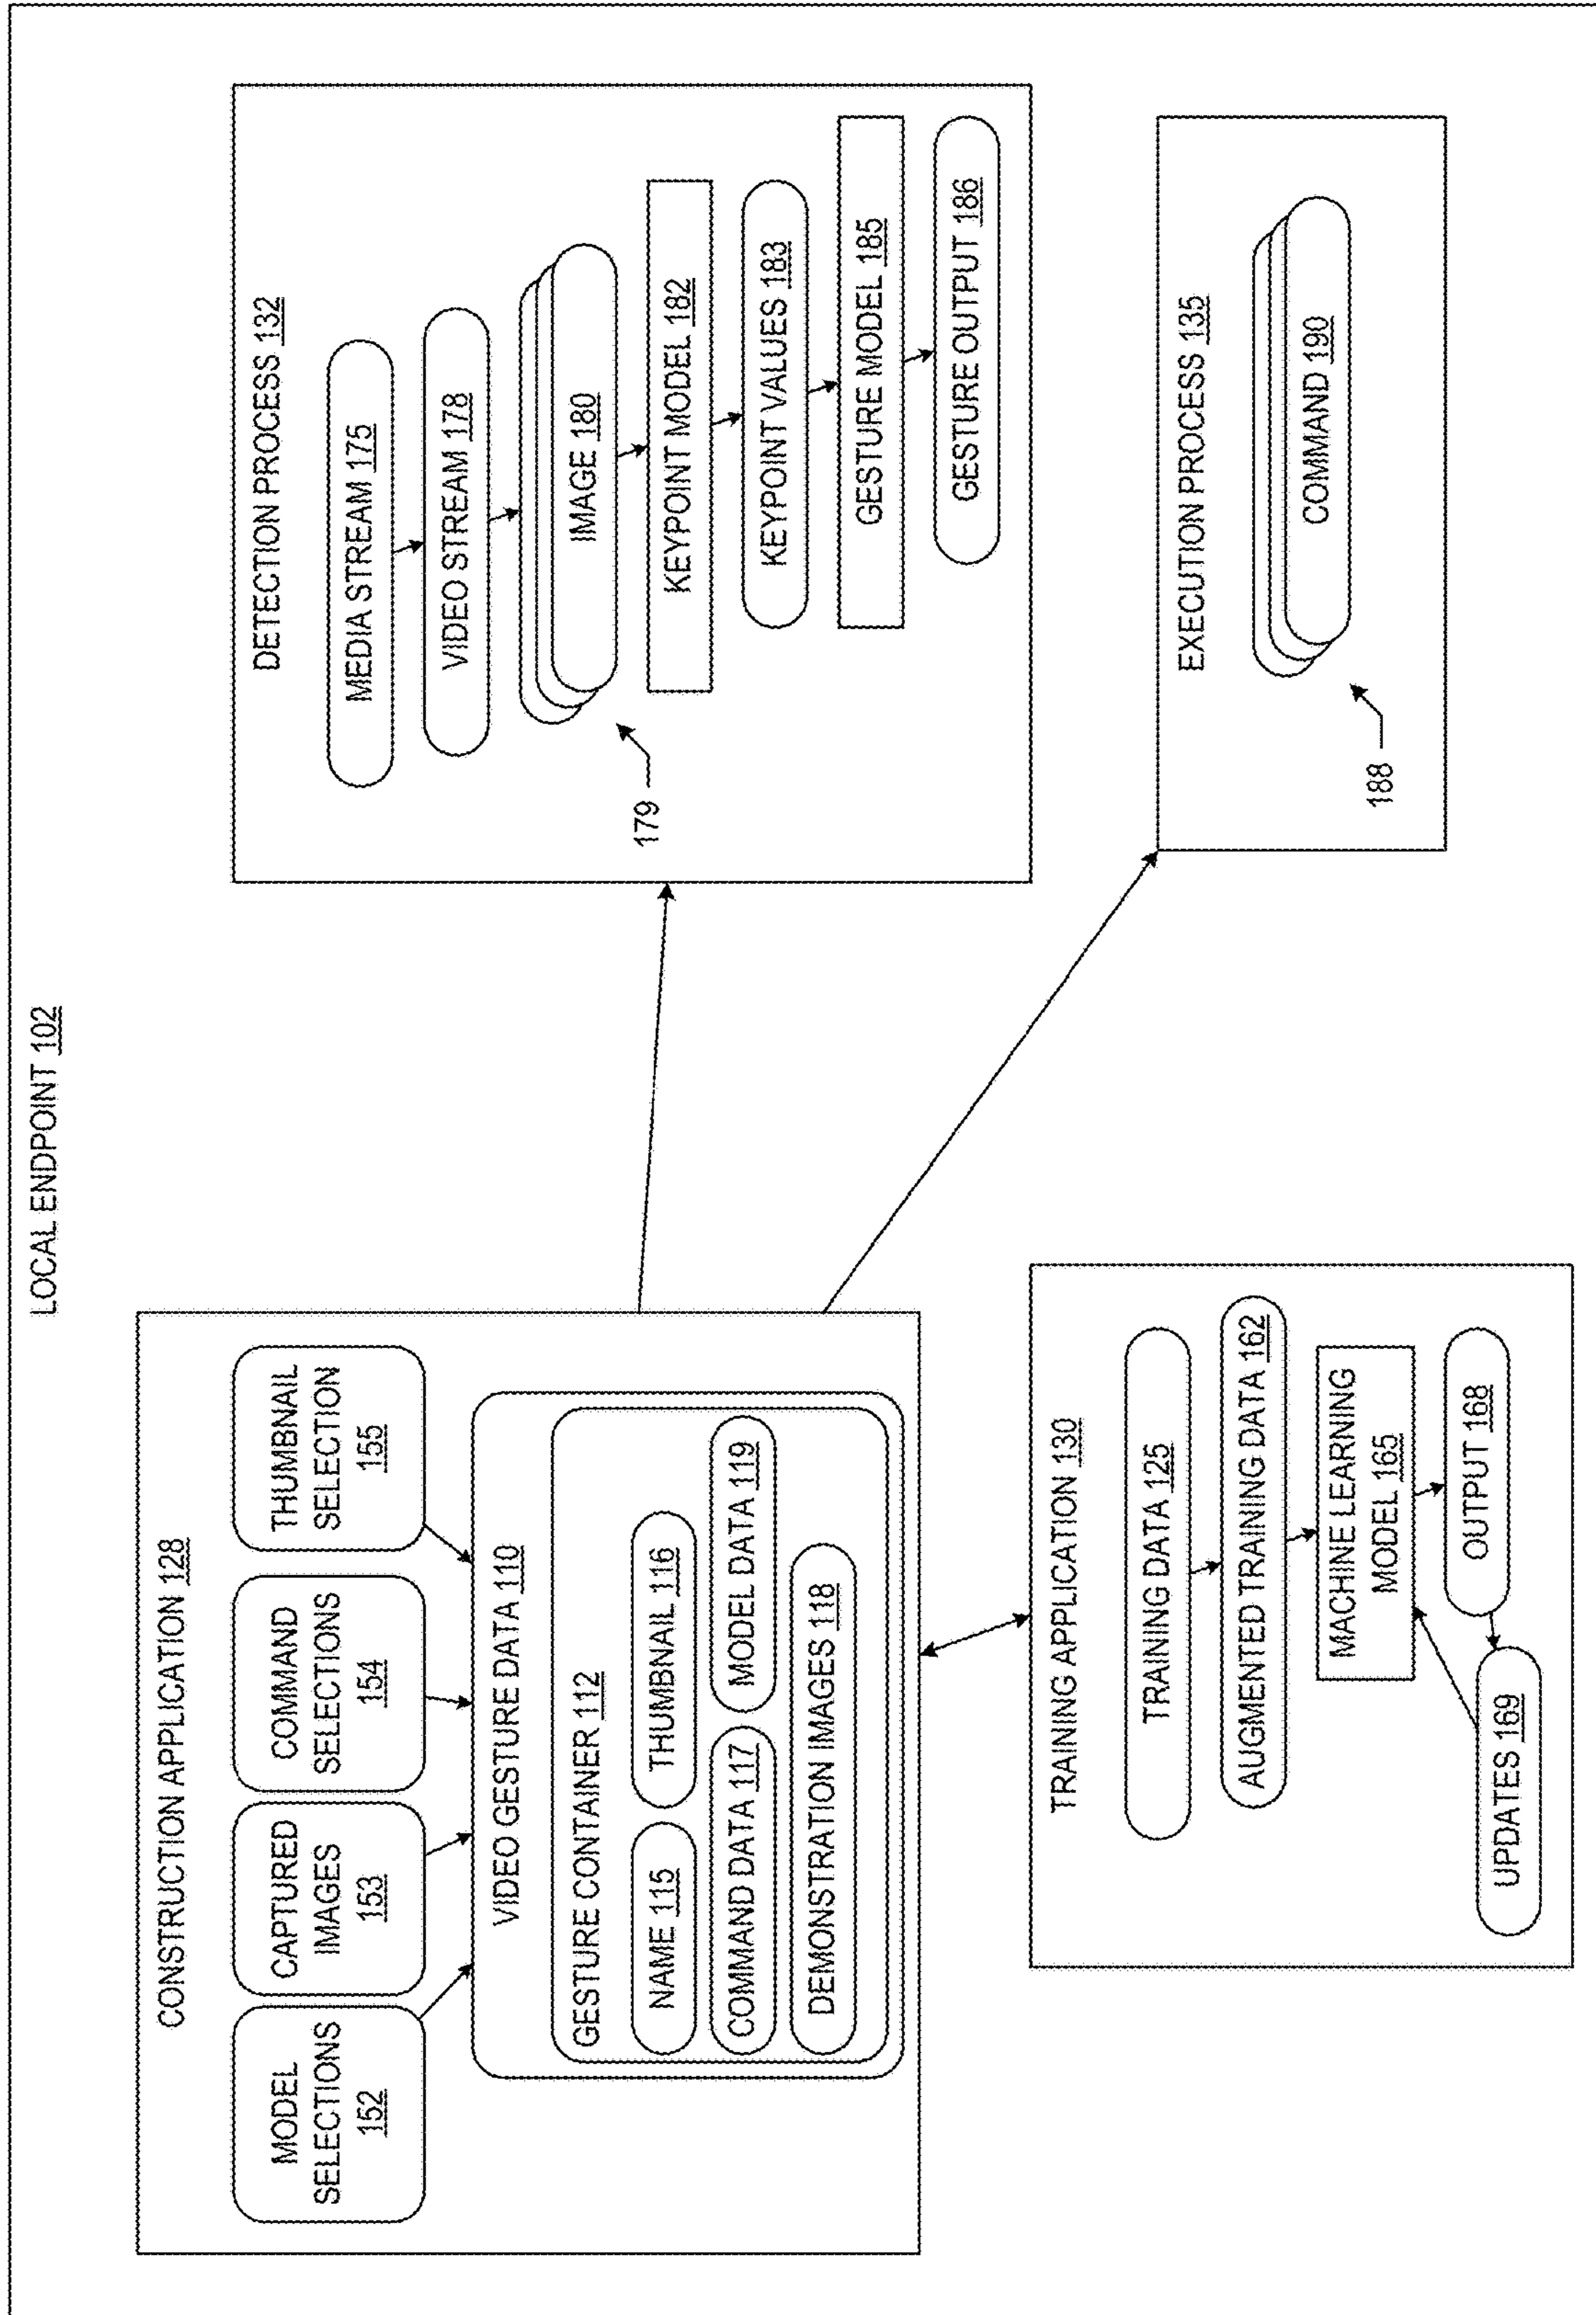 LOCAL ENDPOINT 102
CONSTRUCTION APPLICATION 128
MODEL
SELECTIONS
152
CAPTURED
IMAGES
153
COMMAND
SELECTIONS
154
THUMBNAIL
SELECTION
155
VIDEO GESTURE DATA 110
GESTURE CONTAINER 112
NAME 115
THUMBNAIL 116
COMMAND DATA 117
MODEL DATA 119
DEMONSTRATION IMAGES 118
DETECTION PROCESS 132
MEDIA STREAM 175
VIDEO STREAM 178
IMAGE 180
179
KEYPOINT MODEL 182
KEYPOINT VALUES 183
GESTURE MODEL 185
GESTURE OUTPUT 186
TRAINING APPLICATION 130
TRAINING DATA 125
AUGMENTED TRAINING DATA 162
MACHINE LEARNING
MODEL 165
OUTPUT 168
UPDATES 169
EXECUTION PROCESS 135
COMMAND 190
188